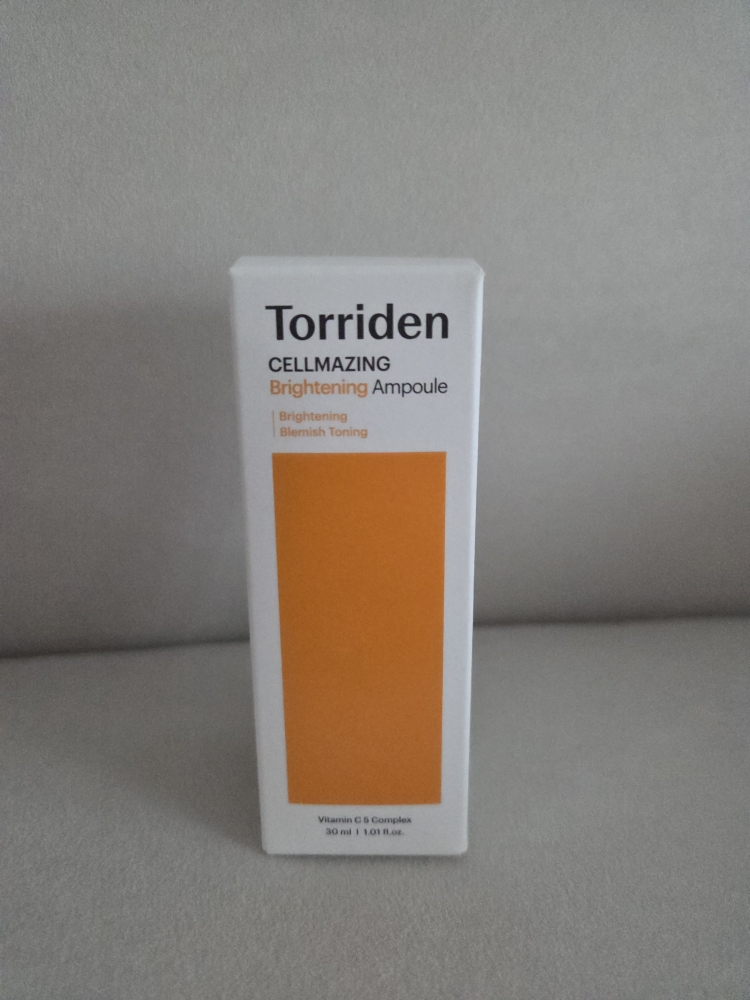 Torriden
CELLMAZING
Brightening Ampoule
Brightening
Blemish Toning
Vitamin C 5 Complex
30 ml | 1.01 fl.oz.